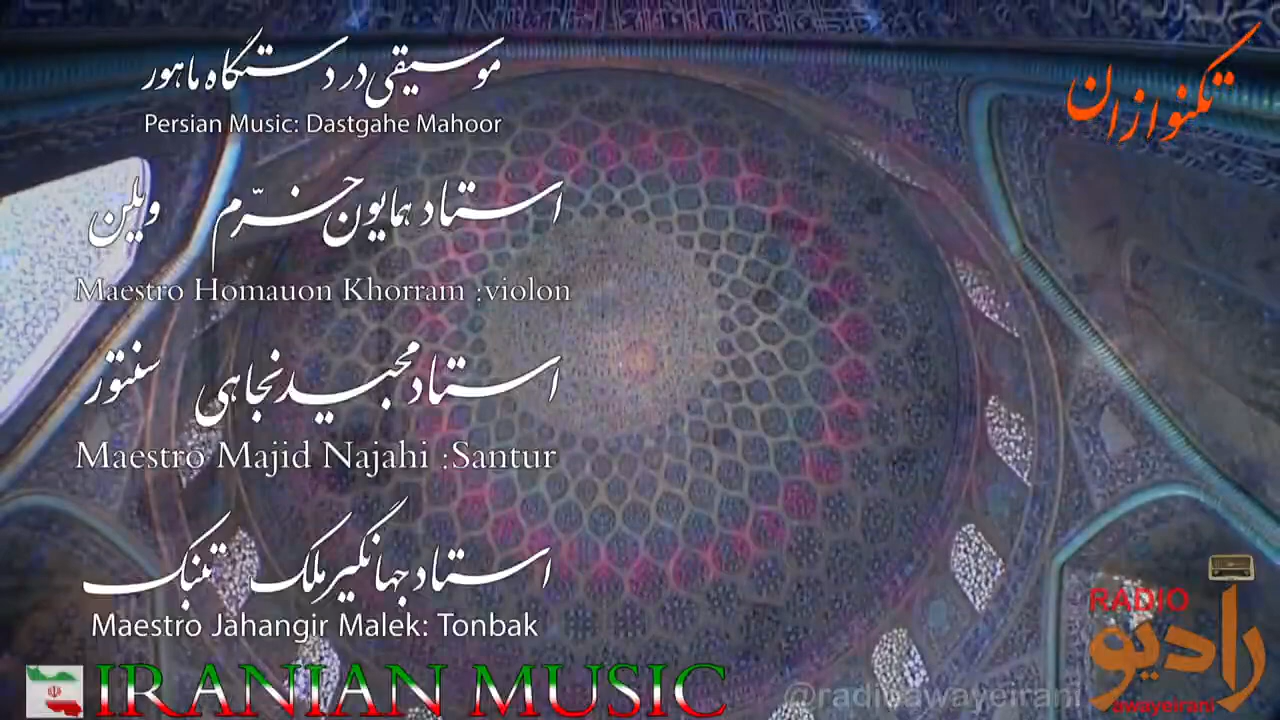 موسیقی در دستگاه ماهور
Persian Music: Dastgahe Mahoor
تکنوازان
استاد همایون خرّم ویلن
Maestro Homauon Khorram :violon
استاد مجید نجاهی سنتور
Maestro Majid Najahi :Santur
استاد جهانگیر ملک تنبک
Maestro Jahangir Malek: Tonbak
IRANIAN MUSIC
@radioawayeirani
RADIO
رادیو
awayeirani